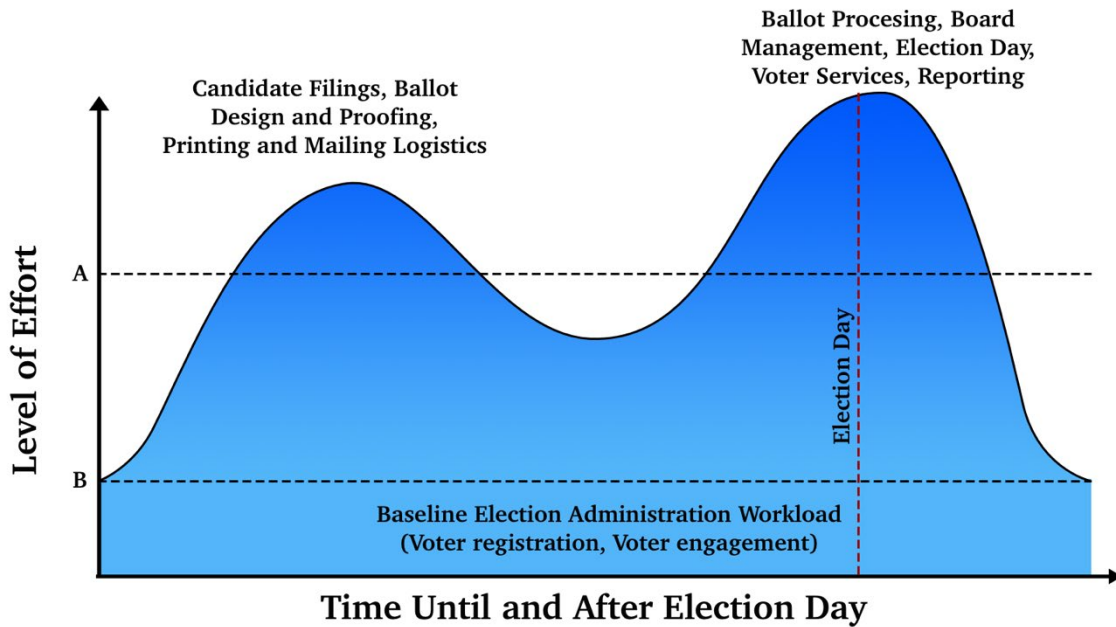 Ballot Procesing, Board
Management, Election Day,
Voter Services, Reporting
Candidate Filings, Ballot
Design and Proofing,
Printing and Mailing Logistics
Level of Effort
A
B
Election Day
Baseline Election Administration Workload
(Voter registration, Voter engagement)
Time Until and After Election Day